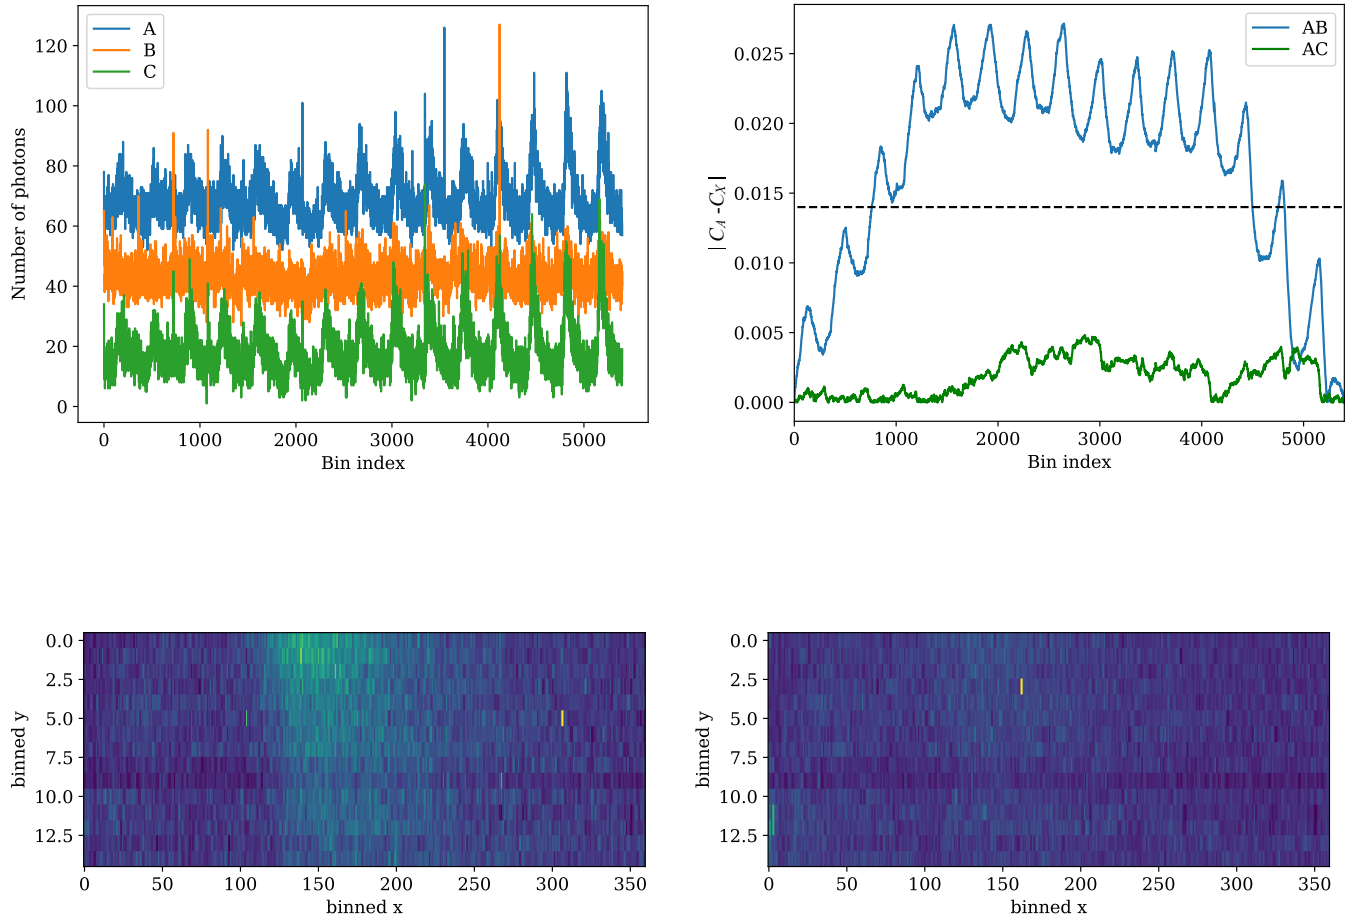 A
B
C
Number of photons
120
100
80
60
40
20
0
0 1000 2000 3000 4000 5000
Bin index
AB
AC
| C_A -C_X |
0.025
0.020
0.015
0.010
0.005
0.000
0 1000 2000 3000 4000 5000
Bin index
binned y
0.0
2.5
5.0
7.5
10.0
12.5
0 50 100 150 200 250 300 350
binned x
binned y
0.0
2.5
5.0
7.5
10.0
12.5
0 50 100 150 200 250 300 350
binned x